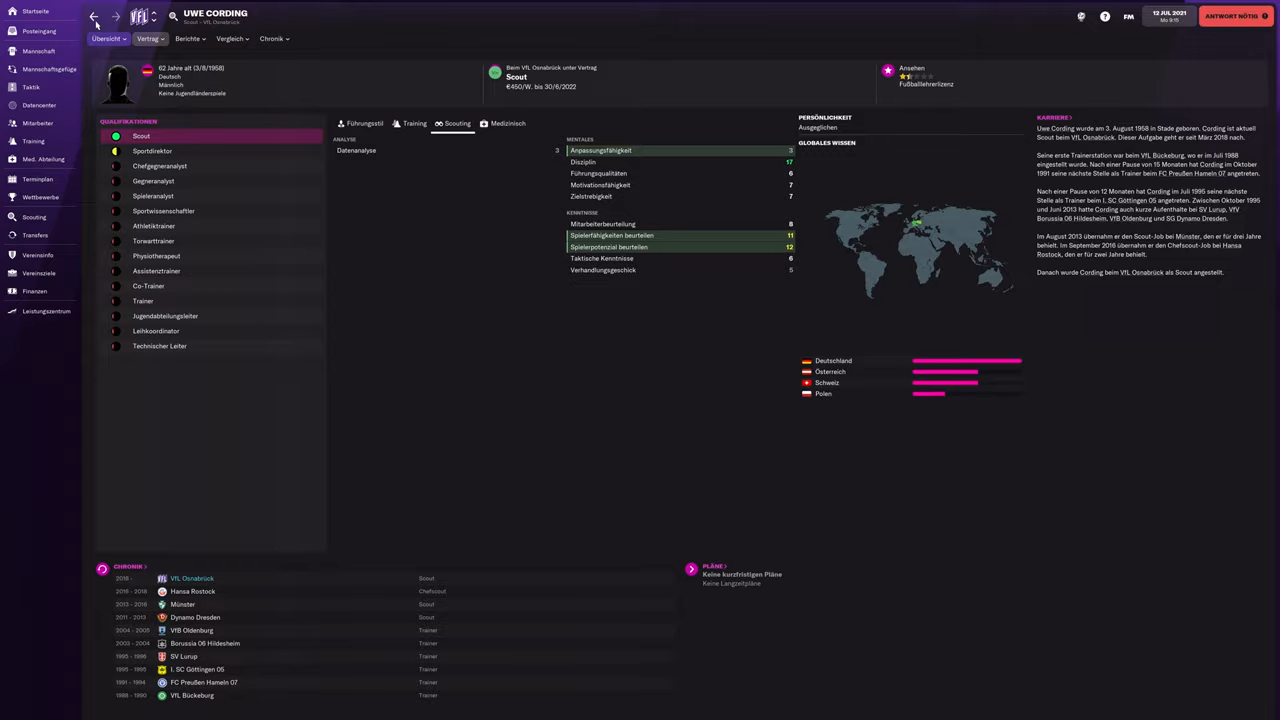 Startseite
Posteingang
Mannschaft
Mannschaftsgefüge
Taktik
Datencenter
Mitarbeiter
Training
Med. Abteilung
Terminplan
Wettbewerbe
Scouting
Transfers
Vereinsinfo
Vereinsziele
Finanzen
Leistungszentrum
VFL
UWE CORDING
Scout - VfL Osnabrück
FM
12 JUL 2021
Mo 9:15
ANTWORT NÖTIG
Übersicht
Vertrag
Berichte
Vergleich
Chronik
62 Jahre alt (3/8/1958)
Deutsch
Männlich
Keine Jugendländerspiele
Beim VfL Osnabrück unter Vertrag
Scout
€450/W. bis 30/6/2022
Ansehen
Fußballlehrerlizenz
QUALIFIKATIONEN
Scout
Sportdirektor
Chefgegneranalyst
Gegneranalyst
Spieleranalyst
Sportwissenschaftler
Athletiktrainer
Torwarttrainer
Physiotherapeut
Assistenztrainer
Co-Trainer
Trainer
Jugendabteilungsleiter
Leihkoordinator
Technischer Leiter
Führungsstil
Training
Scouting
Medizinisch
ANALYSE
Datenanalyse 3
MENTALES
Anpassungsfähigkeit 3
Disziplin 17
Führungsqualitäten 6
Motivationsfähigkeit 7
Zielstrebigkeit 7
KENNTNISSE
Mitarbeiterbeurteilung 8
Spielerfähigkeiten beurteilen 11
Spielerpotenzial beurteilen 12
Taktische Kenntnisse 6
Verhandlungsgeschick 5
PERSÖNLICHKEIT
Ausgeglichen
GLOBALES WISSEN
Deutschland
Österreich
Schweiz
Polen
KARRIERE
Uwe Cording wurde am 3. August 1958 in Stade geboren. Cording ist aktuell
Scout beim VfL Osnabrück. Dieser Aufgabe geht er seit März 2018 nach.
Seine erste Trainerstation war beim VfL Bückeburg, wo er im Juli 1988
eingestellt wurde. Nach einer Pause von 15 Monaten hat Cording im Oktober
1991 seine nächste Stelle als Trainer beim FC Preußen Hameln 07 angetreten.
Nach einer Pause von 12 Monaten hat Cording im Juli 1995 seine nächste
Stelle als Trainer beim I. SC Göttingen 05 angetreten. Zwischen Oktober 1995
und Juni 2013 hatte Cording auch kurze Aufenthalte bei SV Lurup, VfV
Borussia 06 Hildesheim, VfB Oldenburg und SG Dynamo Dresden.
Im August 2013 übernahm er den Scout-Job bei Münster, den er für drei Jahre
behielt. Im September 2016 übernahm er den Chefscout-Job bei Hansa
Rostock, den er für zwei Jahre behielt.
Danach wurde Cording beim VfL Osnabrück als Scout angestellt.
CHRONIK
2018 - VfL Osnabrück Scout
2016 - 2018 Hansa Rostock Chefscout
2013 - 2016 Münster Scout
2011 - 2013 Dynamo Dresden Scout
2004 - 2005 VfB Oldenburg Trainer
2003 - 2004 Borussia 06 Hildesheim Trainer
1995 - 1996 SV Lurup Trainer
1995 - 1995 I. SC Göttingen 05 Trainer
1991 - 1994 FC Preußen Hameln 07 Trainer
1988 - 1990 VfL Bückeburg Trainer
PLÄNE
Keine kurzfristigen Pläne
Keine Langzeitpläne